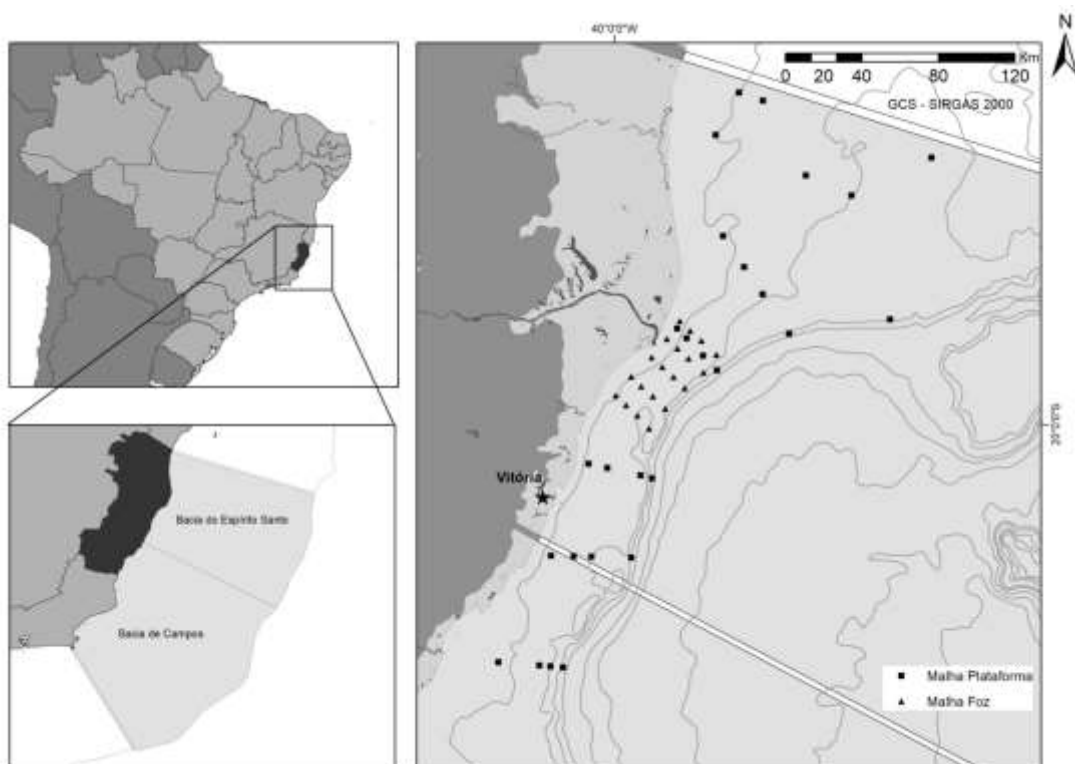 40°0'0"W
N
Km
0 10 20 40 80 120
GCS - SIRGAS 2000
20°0'0"S
Vitória
Bacia do Espírito Santo
Bacia de Campos
Malha Plataforma
Malha Foz